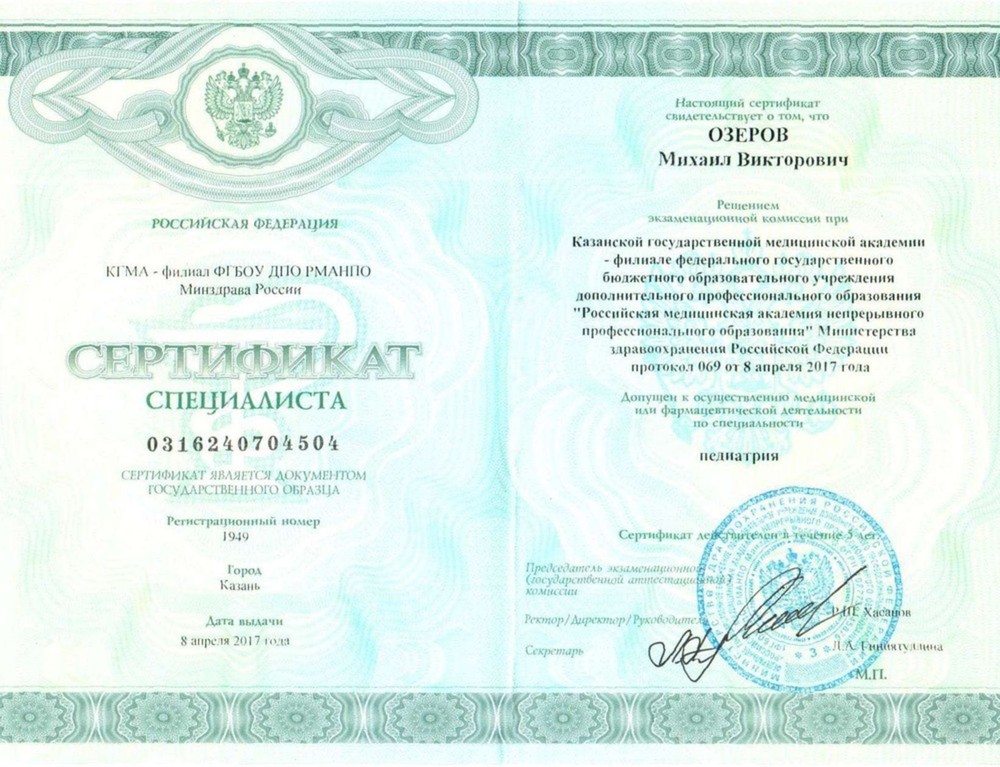 РОССИЙСКАЯ ФЕДЕРАЦИЯ
КГМА - филиал ФГБОУ ДПО РМАНПО
Минздрава России
СЕРТИФИКАТ
СПЕЦИАЛИСТА
0316240704504
СЕРТИФИКАТ ЯВЛЯЕТСЯ ДОКУМЕНТОМ
ГОСУДАРСТВЕННОГО ОБРАЗЦА
Регистрационный номер
1949
Город
Казань
Дата выдачи
8 апреля 2017 года
Настоящий сертификат
свидетельствует о том, что
ОЗЕРОВ
Михаил Викторович
Решением
экзаменационной комиссии при
Казанской государственной медицинской академии
- филиале федерального государственного
бюджетного образовательного учреждения
дополнительного профессионального образования
"Российская медицинская академия непрерывного
профессионального образования" Министерства
здравоохранения Российской Федерации
протокол 069 от 8 апреля 2017 года
Допущен к осуществлению медицинской
или фармацевтической деятельности
по специальности
педиатрия
Сертификат действителен в течение 5 лет
Председатель экзаменационной
(государственной аттестационной)
комиссии
Ректор/Директор/Руководитель
Р.Ш. Хасанов
Секретарь
Л.А. Гиниятуллина
М.П.